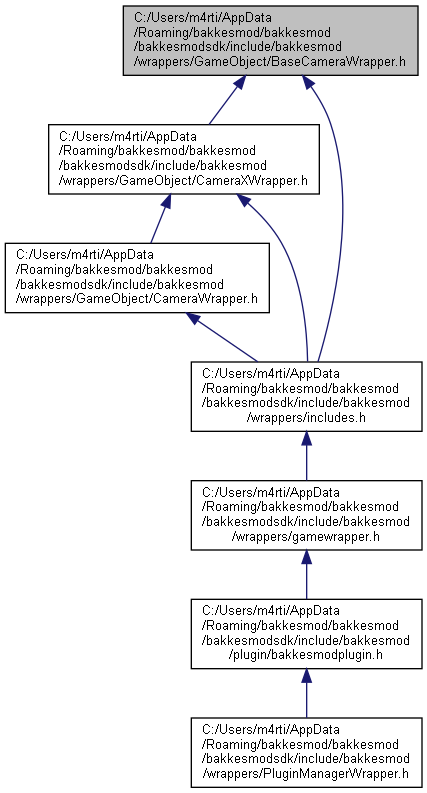 C:/Users/m4rti/AppData
/Roaming/bakkesmod/bakkesmod
/bakkesmodsdk/include/bakkesmod
/wrappers/GameObject/BaseCameraWrapper.h
C:/Users/m4rti/AppData
/Roaming/bakkesmod/bakkesmod
/bakkesmodsdk/include/bakkesmod
/wrappers/GameObject/CameraXWrapper.h
C:/Users/m4rti/AppData
/Roaming/bakkesmod/bakkesmod
/bakkesmodsdk/include/bakkesmod
/wrappers/GameObject/CameraWrapper.h
C:/Users/m4rti/AppData
/Roaming/bakkesmod/bakkesmod
/bakkesmodsdk/include/bakkesmod
/wrappers/includes.h
C:/Users/m4rti/AppData
/Roaming/bakkesmod/bakkesmod
/bakkesmodsdk/include/bakkesmod
/wrappers/gamewrapper.h
C:/Users/m4rti/AppData
/Roaming/bakkesmod/bakkesmod
/bakkesmodsdk/include/bakkesmod
/plugin/bakkesmodplugin.h
C:/Users/m4rti/AppData
/Roaming/bakkesmod/bakkesmod
/bakkesmodsdk/include/bakkesmod
/wrappers/PluginManagerWrapper.h